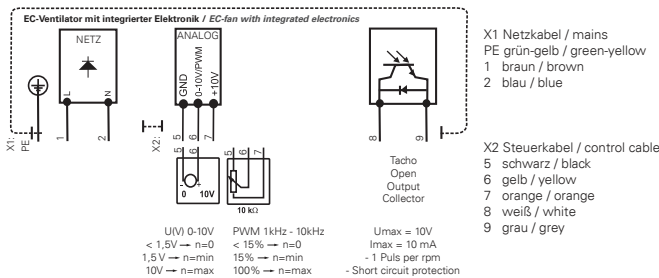 EC-Ventilator mit integrierter Elektronik / EC-fan with integrated electronics
NETZ
L
N
ANALOG
GND
0-10V/PWM
+10V
X1:
PE
1
2
X2:
5
6
7
8
9
5
6
7
5
6
7
- +
0 10V
10 kΩ
Tacho
Open
Output
Collector
U(V) 0-10V
< 1,5V → n=0
1,5 V → n=min
10V → n=max
PWM 1kHz - 10kHz
< 15% → n=0
15% → n=min
100% → n=max
Umax = 10V
Imax = 10 mA
- 1 Puls per rpm
- Short circuit protection
X1 Netzkabel / mains
PE grün-gelb / green-yellow
1 braun / brown
2 blau / blue
X2 Steuerkabel / control cable
5 schwarz / black
6 gelb / yellow
7 orange / orange
8 weiß / white
9 grau / grey